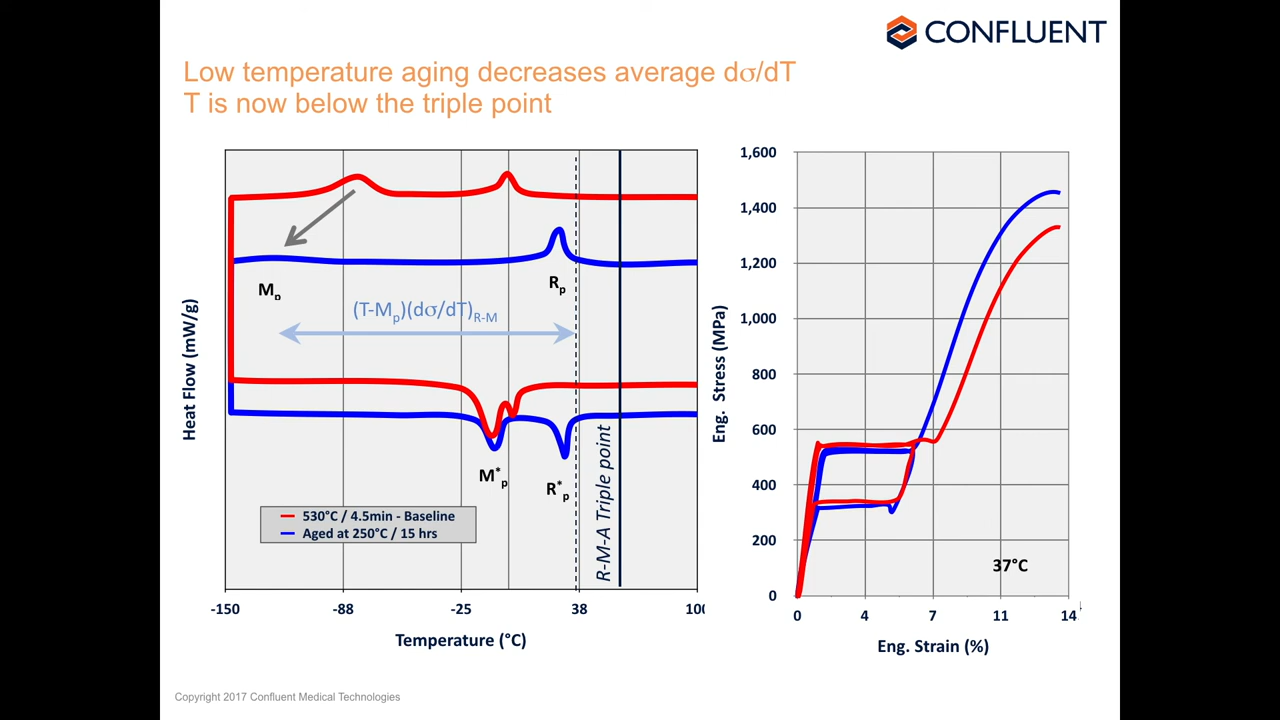 CONFLUENT
Low temperature aging decreases average dσ/dT
T is now below the triple point
Heat Flow (mW/g)
Mp
Rp
(T-Mp)(dσ/dT)R-M
M*p
R*p
R-M-A Triple point
530°C / 4.5min - Baseline
Aged at 250°C / 15 hrs
-150 -88 -25 38 100
Temperature (°C)
Eng. Stress (MPa)
1,600
1,400
1,200
1,000
800
600
400
200
0
37°C
0 4 7 11 14
Eng. Strain (%)
Copyright 2017 Confluent Medical Technologies